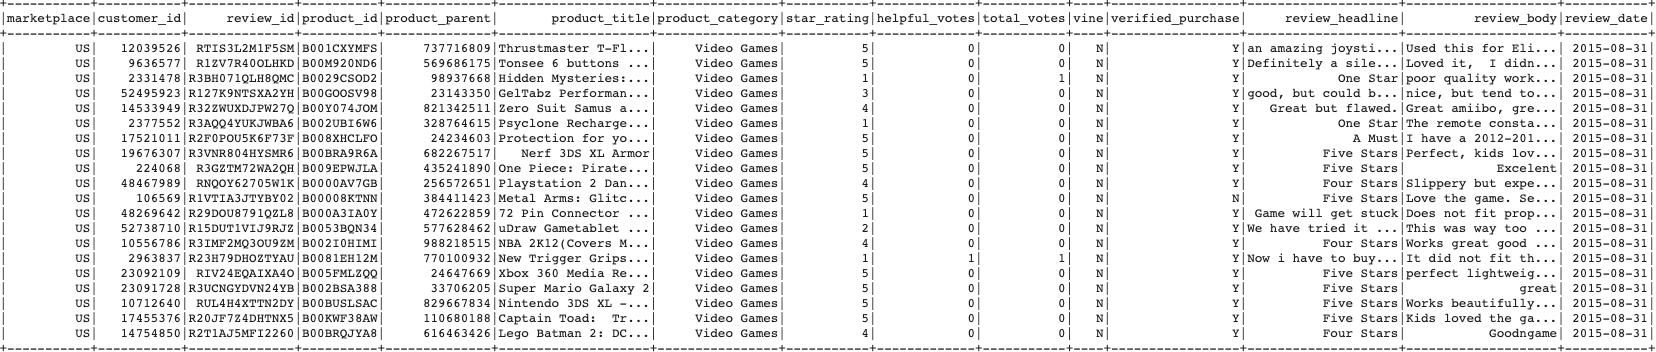 |marketplace|customer_id|     review_id|product_id|product_parent|       product_title|product_category|star_rating|helpful_votes|total_votes|vine|verified_purchase|     review_headline|         review_body|review_date|
|         US|   12039526| RTIS3L2M1F5SM|B001CXYMFS|     737716809|Thrustmaster T-Fl...|     Video Games|          5|            0|          0|   N|                Y|an amazing joysti...|Used this for Eli...| 2015-08-31|
|         US|    9636577| R1ZV7R40OLHKD|B00M920ND6|     569686175|Tonsee 6 buttons ...|     Video Games|          5|            0|          0|   N|                Y|Definitely a sile...|Loved it,  I didn...| 2015-08-31|
|         US|    2331478|R3BH071QLH8QMC|B0029CSOD2|      98937668|Hidden Mysteries:...|     Video Games|          1|            0|          1|   N|                Y|            One Star|poor quality work...| 2015-08-31|
|         US|   52495923|R127K9NTSXA2YH|B00GOOSV98|      23143350|GelTabz Performan...|     Video Games|          3|            0|          0|   N|                Y|good, but could b...|nice, but tend to...| 2015-08-31|
|         US|   14533949|R32ZWUXDJPW27Q|B00Y074JOM|     821342511|Zero Suit Samus a...|     Video Games|          4|            0|          0|   N|                Y|   Great but flawed.|Great amiibo, gre...| 2015-08-31|
|         US|    2377552|R3AQQ4YUKJWBA6|B002UBI6W6|     328764615|Psyclone Recharge...|     Video Games|          1|            0|          0|   N|                Y|            One Star|The remote consta...| 2015-08-31|
|         US|   17521011|R2F0POU5K6F73F|B008XHCLFO|      24234603|Protection for yo...|     Video Games|          5|            0|          0|   N|                Y|              A Must|I have a 2012-201...| 2015-08-31|
|         US|   19676307|R3VNR804HYSMR6|B00BRA9R6A|     682267517|   Nerf 3DS XL Armor|     Video Games|          5|            0|          0|   N|                Y|          Five Stars|Perfect, kids lov...| 2015-08-31|
|         US|     224068|R3GZTM72WA2QH|B009EPWJLA|     435241890|One Piece: Pirate...|     Video Games|          5|            0|          0|   N|                Y|          Five Stars|            Excelent| 2015-08-31|
|         US|   48467989| RNQOY62705W1K|B0000AV7GB|     256572651|Playstation 2 Dan...|     Video Games|          4|            0|          0|   N|                Y|          Four Stars|Slippery but expe...| 2015-08-31|
|         US|     106569|R1VTIA3JTYBY02|B00008KTNN|     384411423|Metal Arms: Glitc...|     Video Games|          5|            0|          0|   N|                N|          Five Stars|Love the game. Se...| 2015-08-31|
|         US|   48269642|R29DOU8791QZL8|B000A3IA0Y|     472622859|72 Pin Connector ...|     Video Games|          1|            0|          0|   N|                Y| Game will get stuck|Does not fit prop...| 2015-08-31|
|         US|   52738710|R15DUT1VIJ9RJZ|B0053BQN34|     577628462|uDraw Gametablet ...|     Video Games|          2|            0|          0|   N|                Y|We have tried it ...|This was way too ...| 2015-08-31|
|         US|   10556786|R3IMF2MQ3OU9ZM|B002I0HIMI|     988218515|NBA 2K12(Covers M...|     Video Games|          4|            0|          0|   N|                Y|          Four Stars|Works great good ...| 2015-08-31|
|         US|    2963837|R23H79DHOZTYAU|B0081EH12M|     770100932|New Trigger Grips...|     Video Games|          1|            1|          1|   N|                Y|Now i have to buy...|It did not fit th...| 2015-08-31|
|         US|   23092109| RIV24EQAIXA4O|B005FMLZQQ|      24647669|Xbox 360 Media Re...|     Video Games|          5|            0|          0|   N|                Y|          Five Stars|perfect lightweig...| 2015-08-31|
|         US|   23091728|R3UCNGYDVN24YB|B002BSA388|      33706205|Super Mario Galaxy 2|     Video Games|          5|            0|          0|   N|                Y|          Five Stars|               great| 2015-08-31|
|         US|   10712640| RUL4H4XTTN2DY|B00BUSLSAC|     829667834|Nintendo 3DS XL -...|     Video Games|          5|            0|          0|   N|                Y|          Five Stars|Works beautifully...| 2015-08-31|
|         US|   17455376|R20JF7Z4DHTNX5|B00KWF38AW|     110680188|Captain Toad:  Tr...|     Video Games|          5|            0|          0|   N|                Y|          Five Stars|Kids loved the ga...| 2015-08-31|
|         US|   14754850|R2T1AJ5MFI2260|B00BRQJYA8|     616463426|Lego Batman 2: DC...|     Video Games|          4|            0|          0|   N|                Y|          Four Stars|            Goodngame| 2015-08-31|